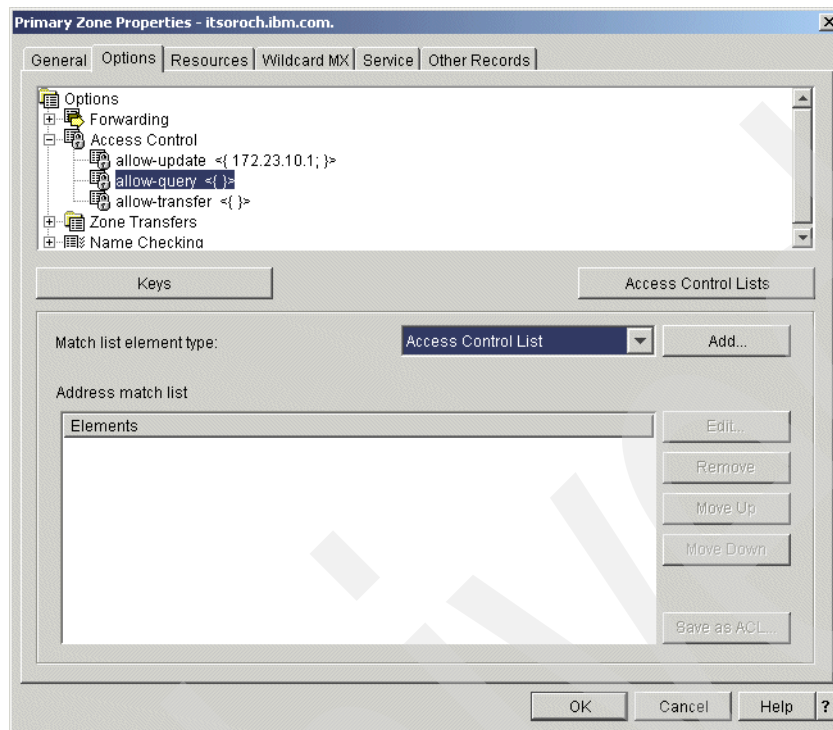 Primary Zone Properties - itsoroch.ibm.com.
General Options Resources Wildcard MX Service Other Records
Options
Forwarding
Access Control
allow-update <{ 172.23.10.1; }>
allow-query <{ }>
allow-transfer <{ }>
Zone Transfers
Name Checking
Keys Access Control Lists
Match list element type: Access Control List Add...
Address match list
Elements
Edit...
Remove
Move Up
Move Down
Save as ACL...
OK Cancel Help ?